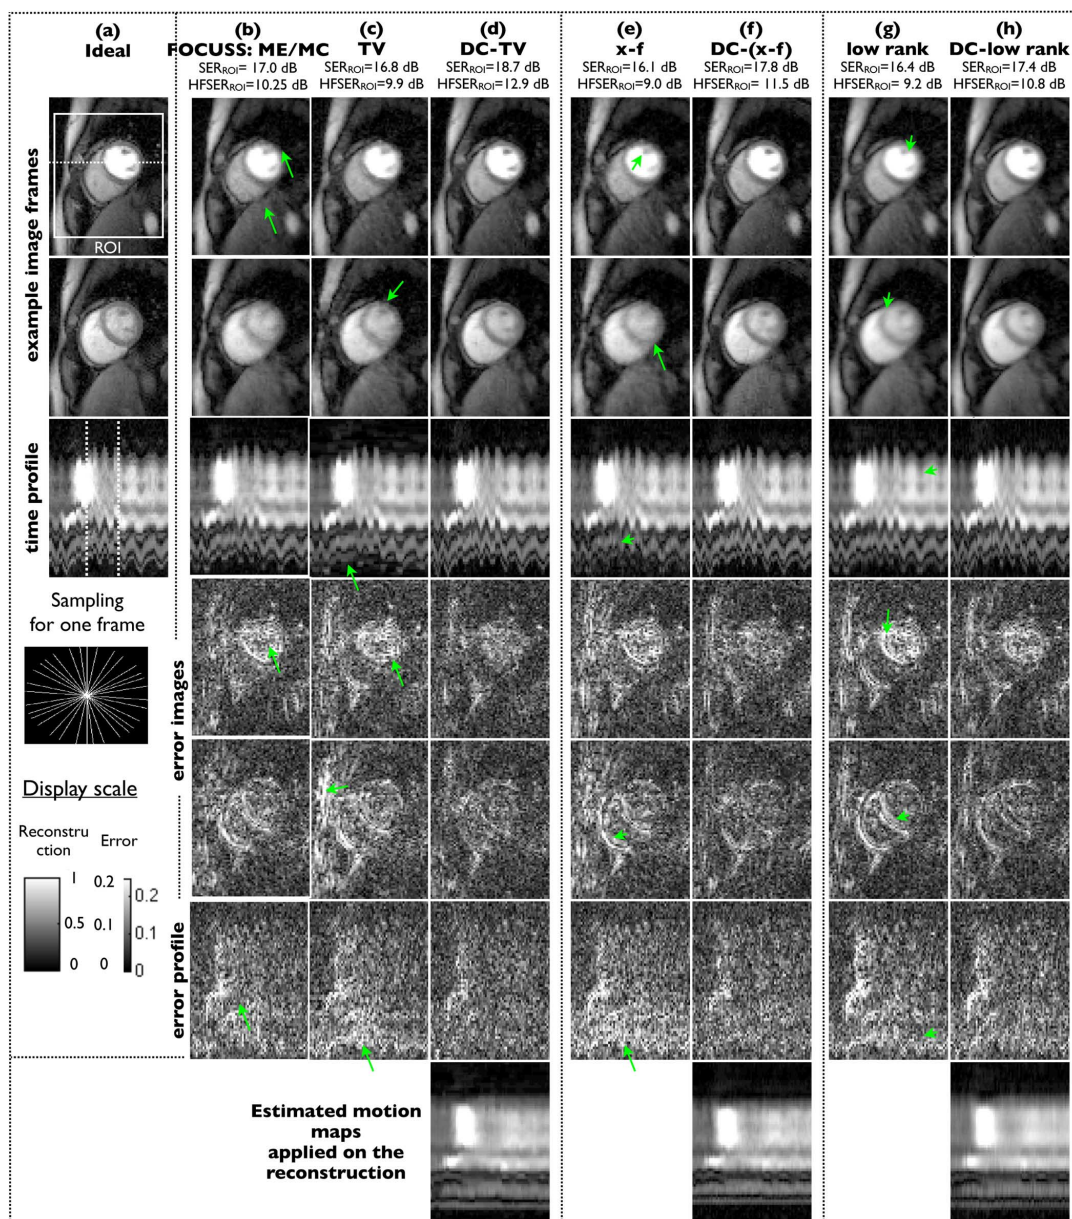 (a)
Ideal
(b)
FOCUSS: ME/MC
SERROI= 17.0 dB
HFSERROI=10.25 dB
(c)
TV
SERROI=16.8 dB
HFSERROI=9.9 dB
(d)
DC-TV
SERROI=18.7 dB
HFSERROI=12.9 dB
(e)
x-f
SERROI=16.1 dB
HFSERROI=9.0 dB
(f)
DC-(x-f)
SERROI=17.8 dB
HFSERROI= 11.5 dB
(g)
low rank
SERROI=16.4 dB
HFSERROI= 9.2 dB
(h)
DC-low rank
SERROI=17.4 dB
HFSERROI=10.8 dB
example image frames
ROI
time profile
Sampling
for one frame
error images
Display scale
Reconstru
ction
Error
1
0.5
0
0.2
0.1
0
0.2
0.1
0
error profile
Estimated motion
maps
applied on the
reconstruction